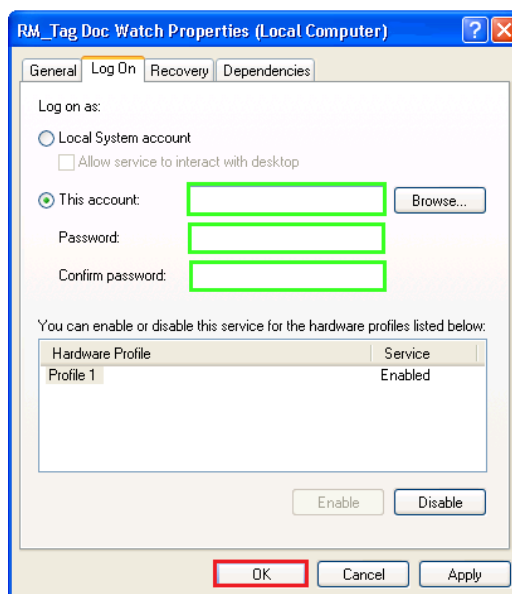 RM_Tag Doc Watch Properties (Local Computer)
General Log On Recovery Dependencies
Log on as:
Local System account
Allow service to interact with desktop
This account: Browse...
Password:
Confirm password:
You can enable or disable this service for the hardware profiles listed below:
Hardware Profile Service
Profile 1 Enabled
Enable Disable
OK Cancel Apply